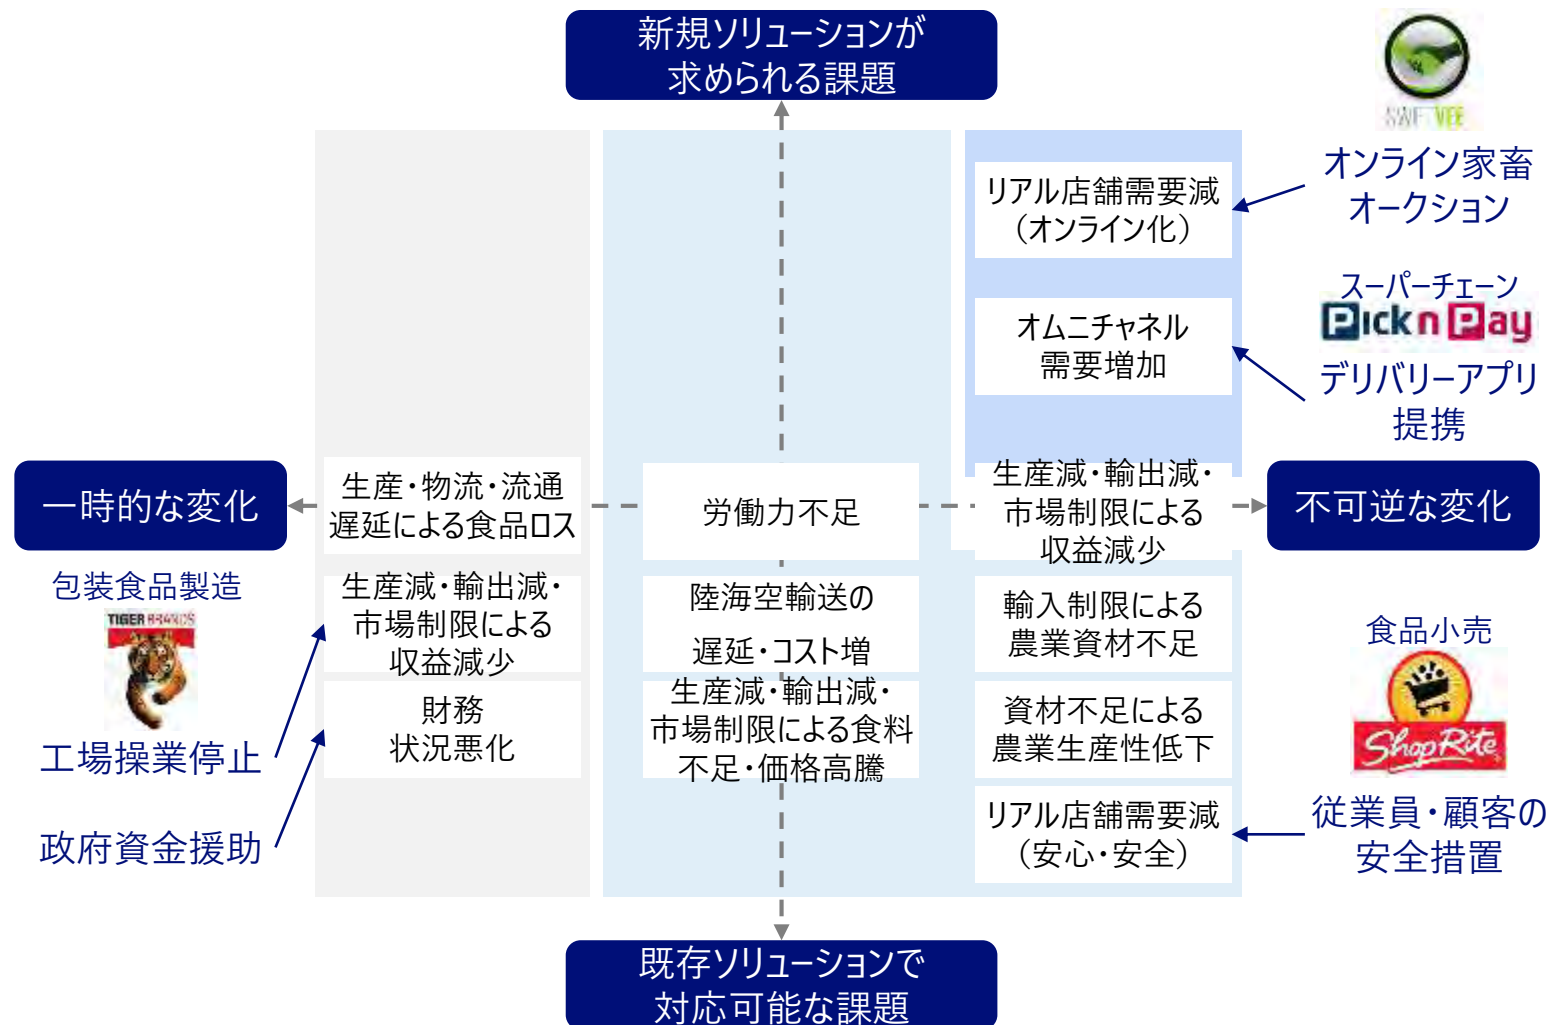 新規ソリューションが
求められる課題
SWIFTVEE
オンライン家畜
オークション
リアル店舗需要減
（オンライン化）
スーパーチェーン
Pick n Pay
デリバリーアプリ
提携
オムニチャネル
需要増加
一時的な変化
生産・物流・流通
遅延による食品ロス
労働力不足
生産減・輸出減・
市場制限による
収益減少
不可逆な変化
包装食品製造
TIGER BRANDS
工場操業停止
政府資金援助
生産減・輸出減・
市場制限による
収益減少
財務
状況悪化
陸海空輸送の
遅延・コスト増
生産減・輸出減・
市場制限による食料
不足・価格高騰
輸入制限による
農業資材不足
資材不足による
農業生産性低下
リアル店舗需要減
（安心・安全）
食品小売
ShopRite
従業員・顧客の
安全措置
既存ソリューションで
対応可能な課題